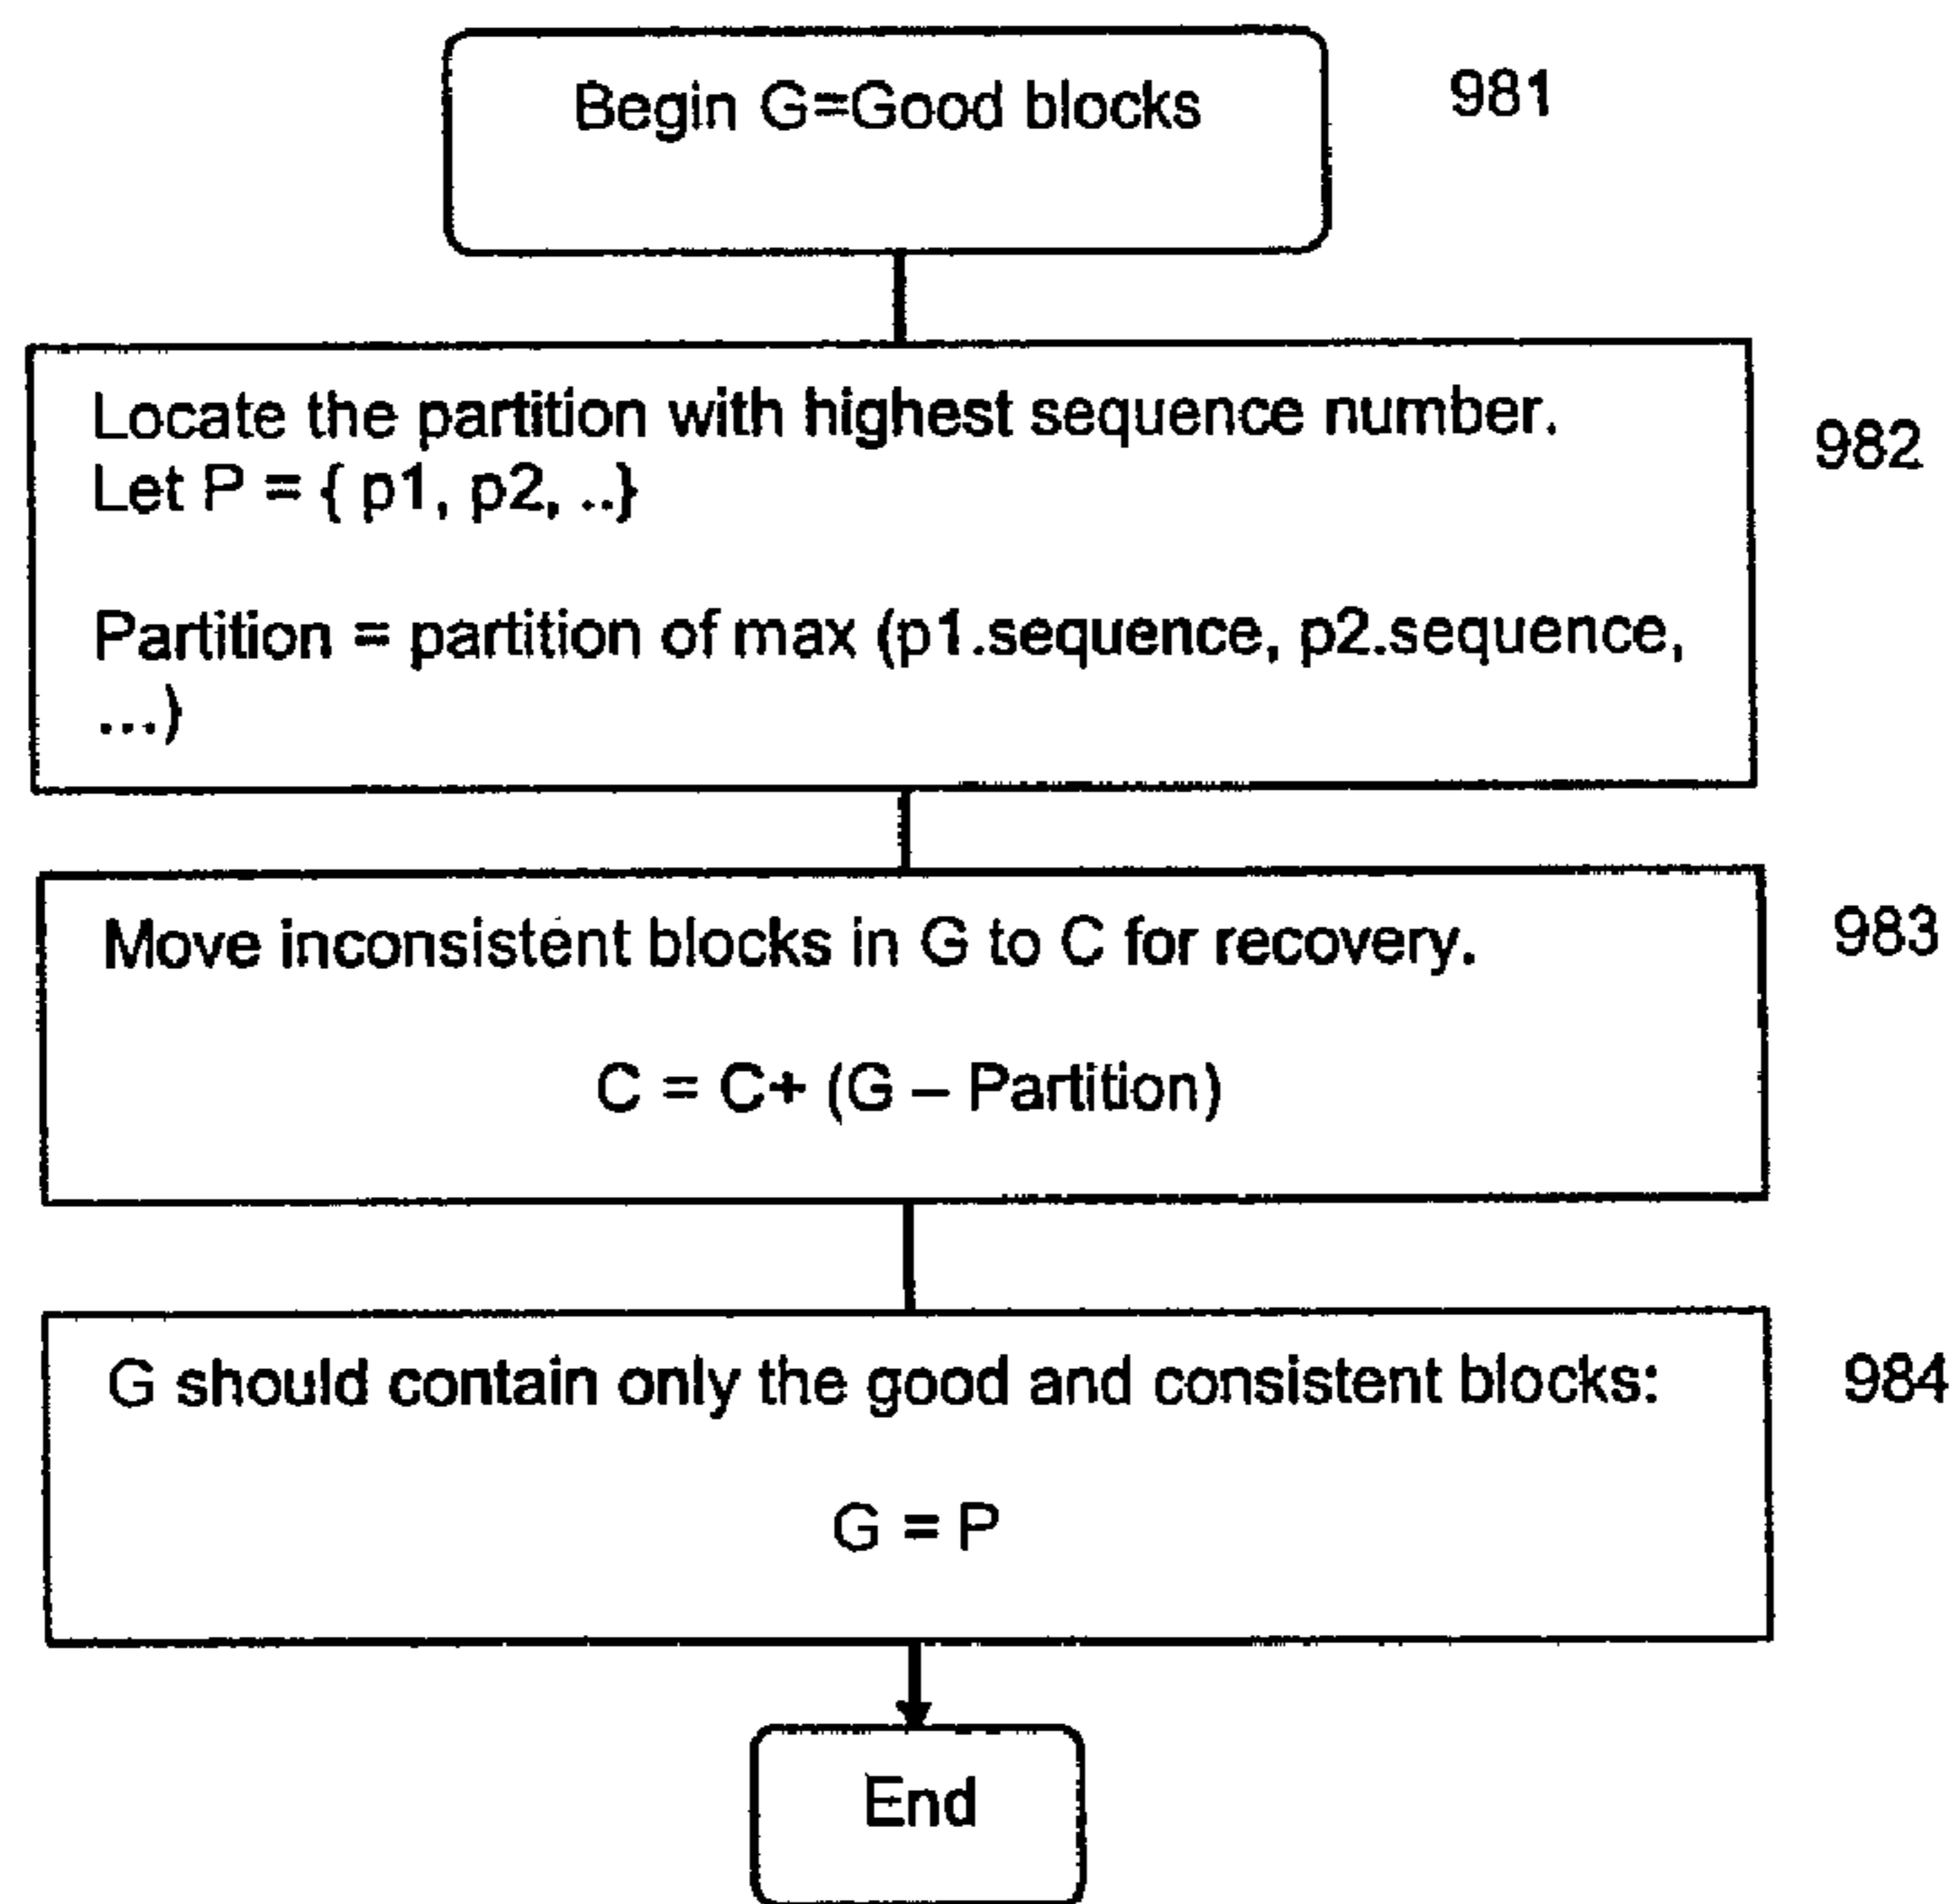 Begin G=Good blocks
981
Locate the partition with highest sequence number.
Let P = { p1, p2, ..}
982
Partition = partition of max (p1.sequence, p2.sequence,
...)
Move inconsistent blocks in G to C for recovery.
983
C = C+ (G – Partition)
G should contain only the good and consistent blocks:
984
G = P
End